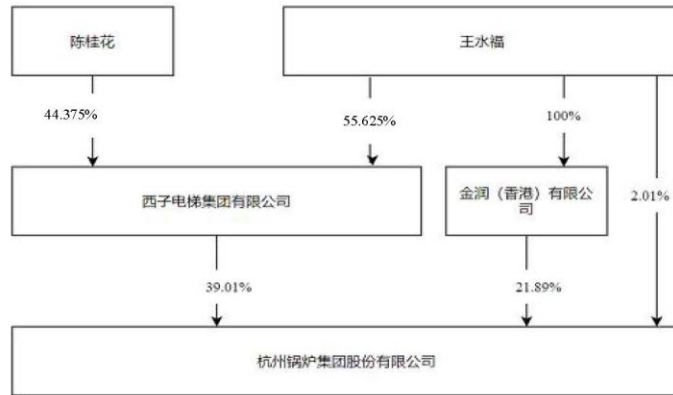 陈桂花
王水福
44.375%
55.625%
100%
西子电梯集团有限公司
金润（香港）有限公
司
2.01%
39.01%
21.89%
杭州锅炉集团股份有限公司